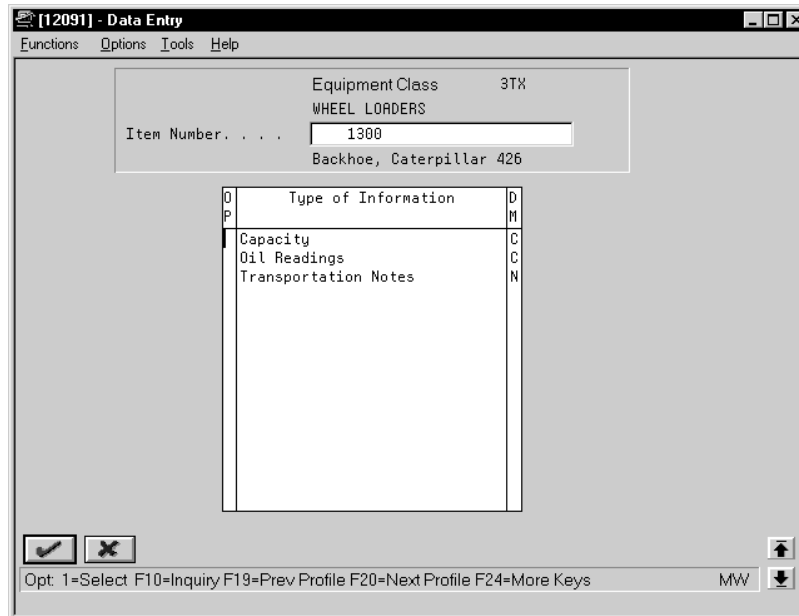 [12091] - Data Entry
Functions Options Tools Help
Equipment Class 3TX
WHEEL LOADERS
Item Number. . . . 1300
Backhoe, Caterpillar 426
O Type of Information D
P M
Capacity C
Oil Readings C
Transportation Notes N
Opt: 1=Select F10=Inquiry F19=Prev Profile F20=Next Profile F24=More Keys MW